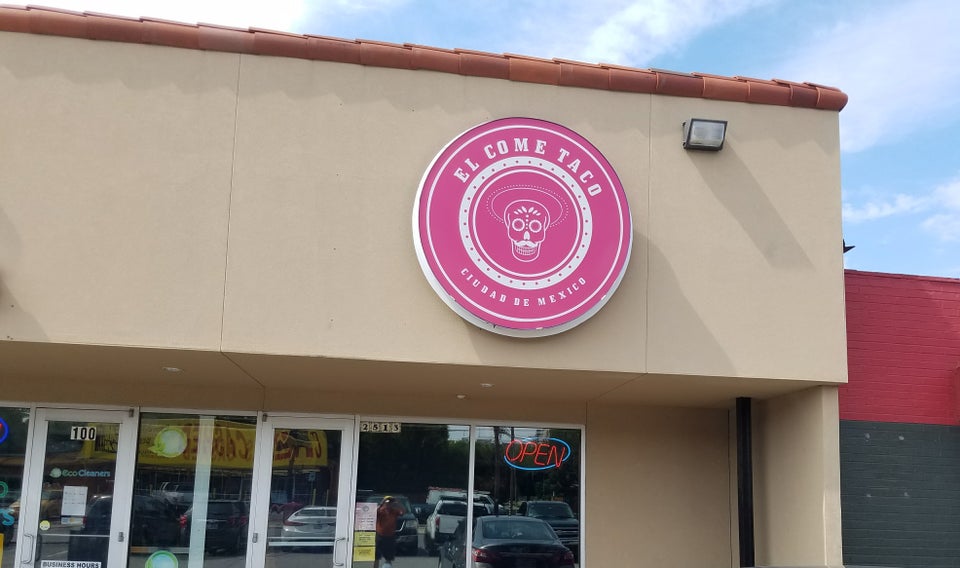 EL COME TACO
CIUDAD DE MEXICO
100
2513
OPEN
Eco Cleaners
BUSINESS HOURS